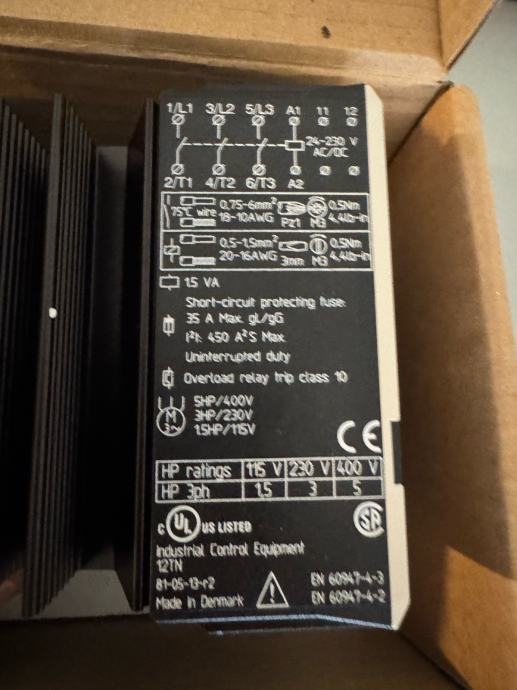 1/L1 3/L2 5/L3 A1 11 12
24-230 V
AC/DC
2/T1 4/T2 6/T3 A2
75°C wire 0,75-6mm² 18-10AWG Pz1 M3 0,5Nm 4,4lb-in
0,5-1,5mm² 20-16AWG 3mm M3 0,5Nm 4,4lb-in
1.5 VA
Short-circuit protecting fuse:
35 A Max. gL/gG
I²t: 450 A²S Max.
Uninterrupted duty
Overload relay trip class 10
M 3~
5HP/400V
3HP/230V
1.5HP/115V
CE
HP ratings 115 V 230 V 400 V
HP 3ph 1,5 3 5
C UL US LISTED
Industrial Control Equipment
12TN
81-05-13-r2 EN 60947-4-3
Made in Denmark EN 60947-4-2